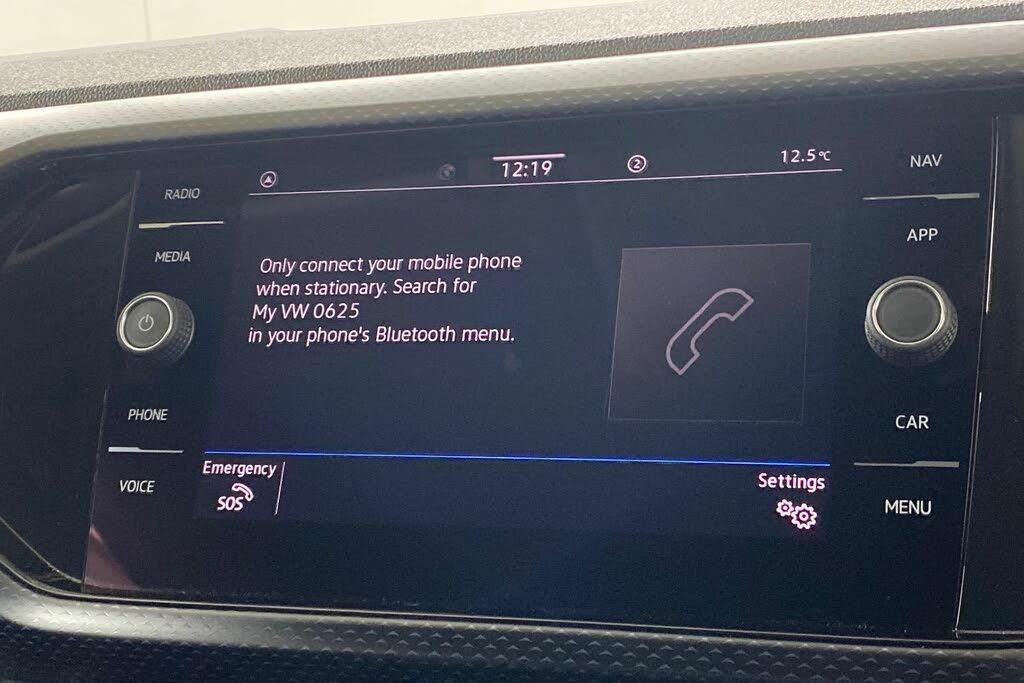 12:19
2
12.5°C
RADIO
MEDIA
NAV
APP
Only connect your mobile phone
when stationary. Search for
My VW 0625
in your phone's Bluetooth menu.
PHONE
VOICE
CAR
MENU
Emergency
SOS
Settings